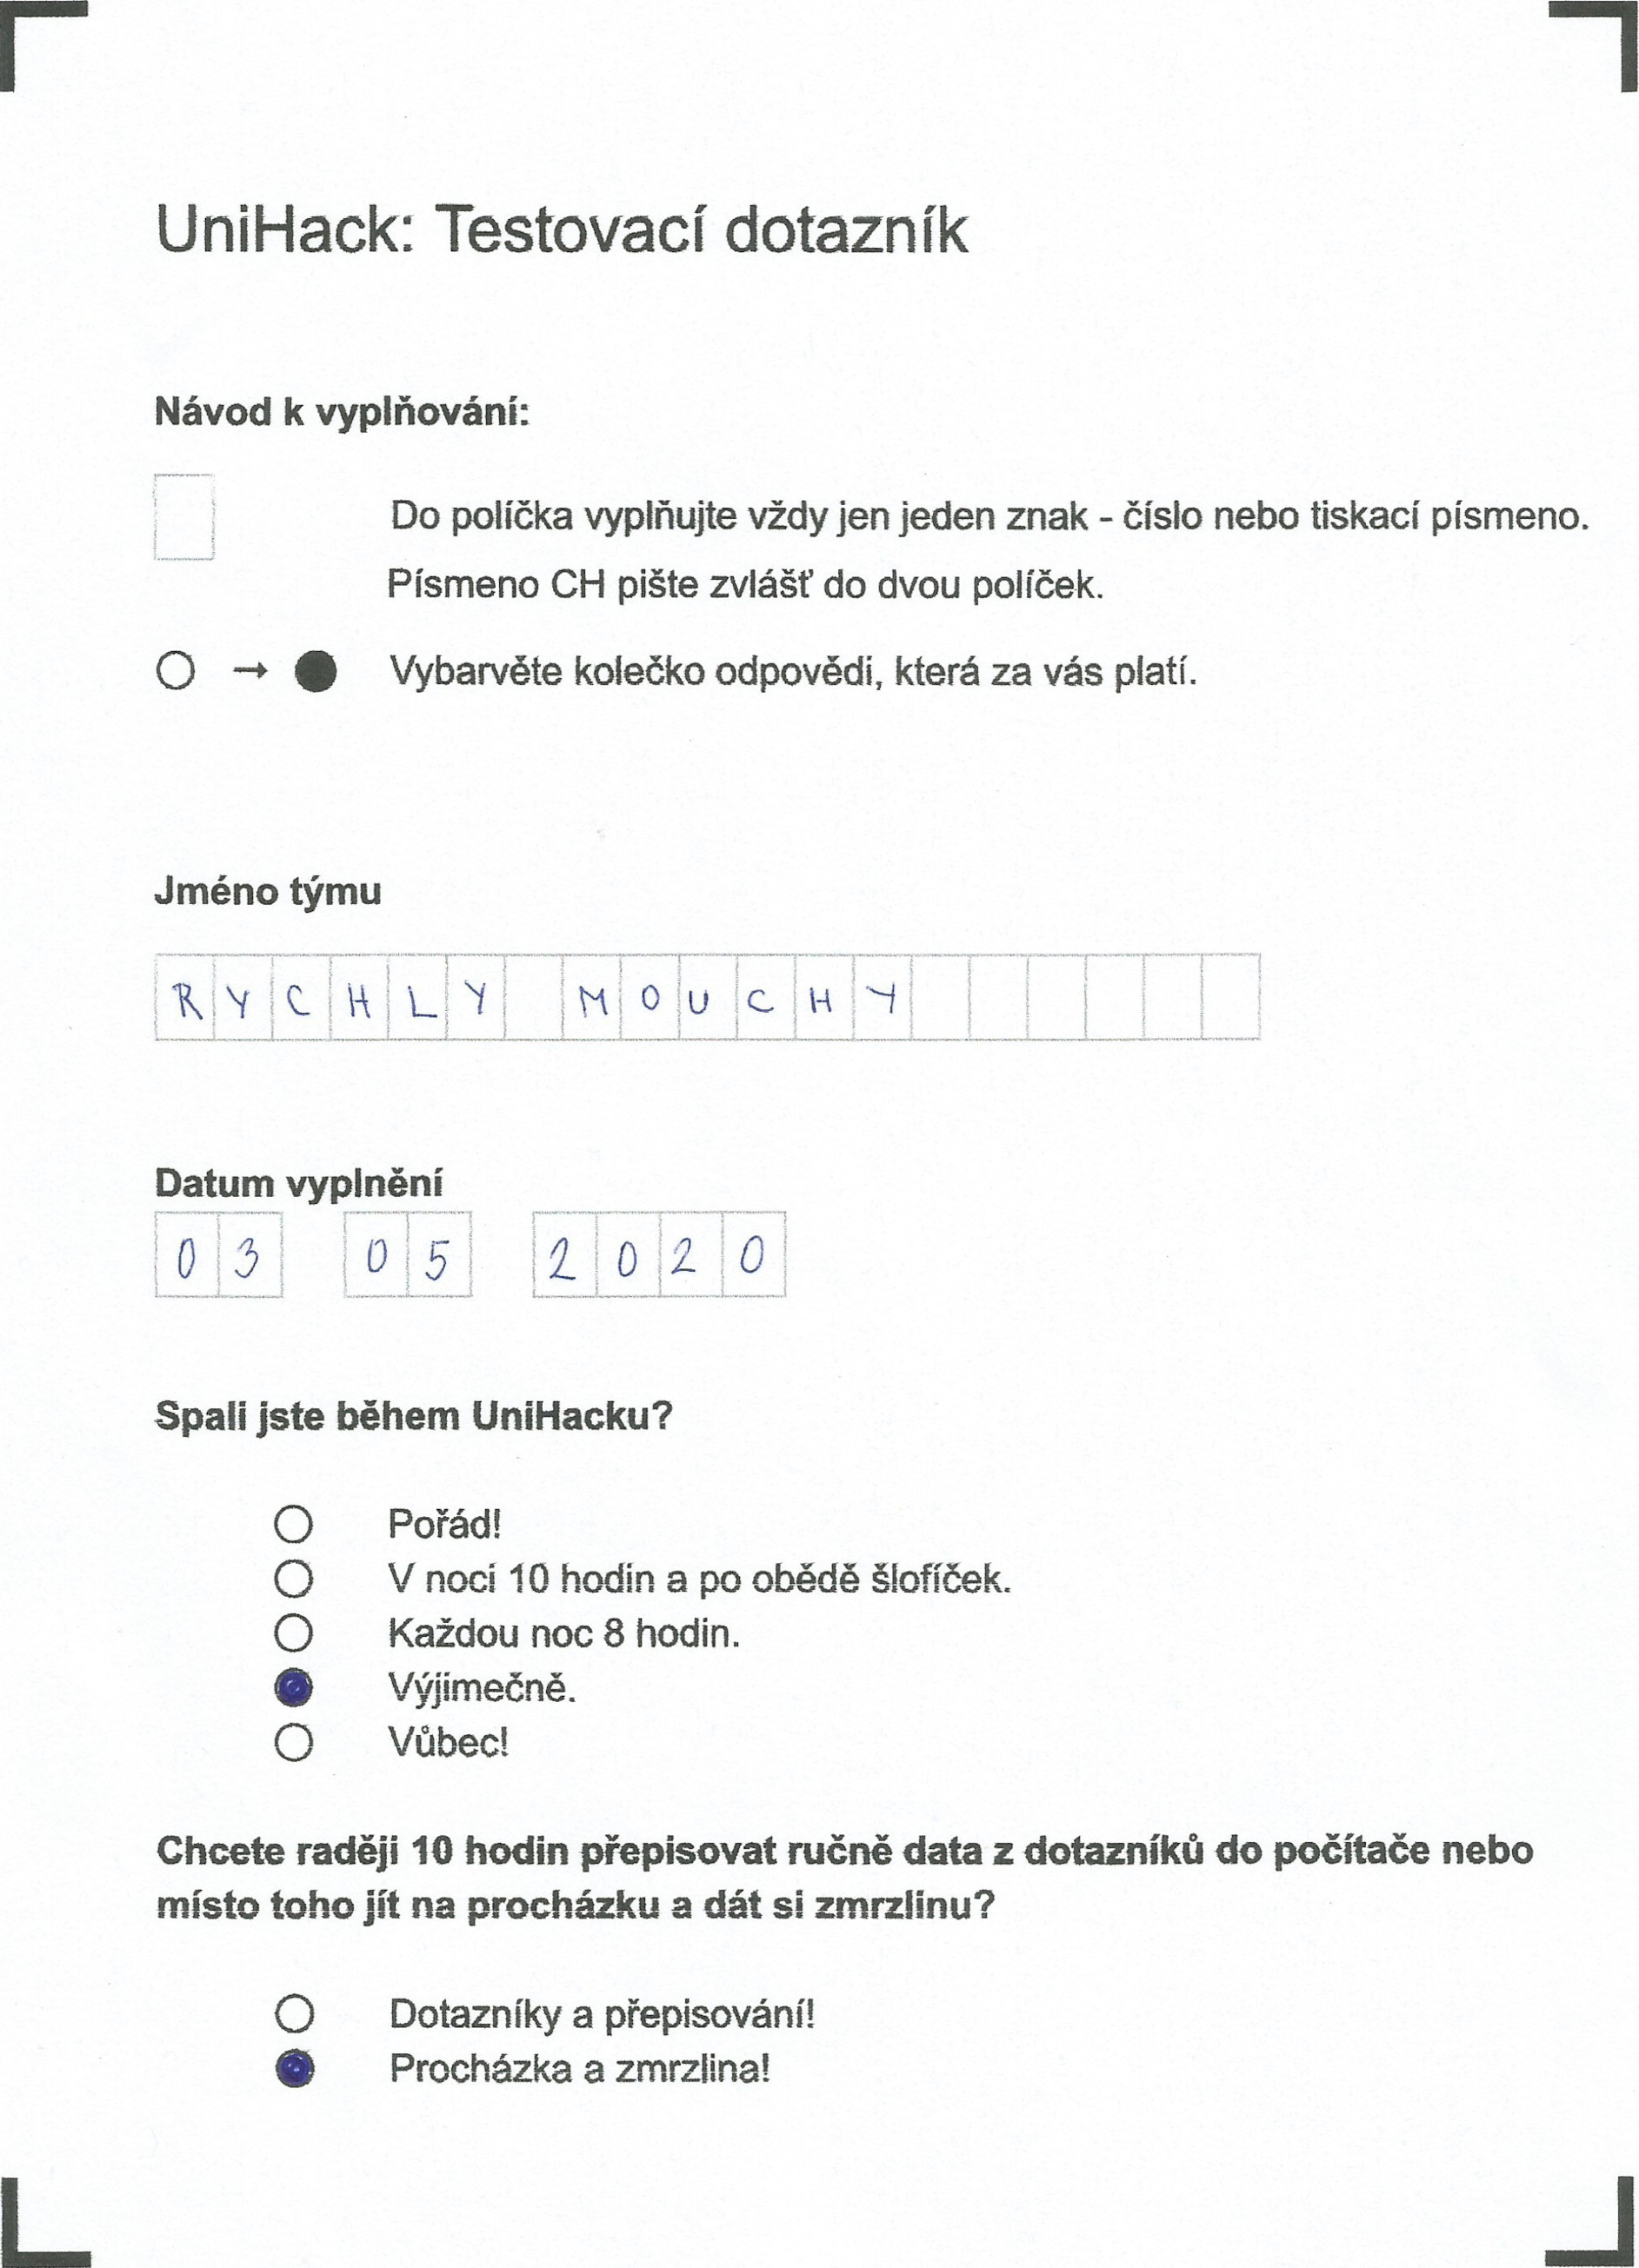 UniHack: Testovací dotazník
Návod k vyplňování:
Do políčka vyplňujte vždy jen jeden znak - číslo nebo tiskací písmeno.
Písmeno CH pište zvlášť do dvou políček.
→ Vybarvěte kolečko odpovědi, která za vás platí.
Jméno týmu
RYCHLY MOUCHY
Datum vyplnění
03 05 2020
Spali jste během UniHacku?
Pořád!
V noci 10 hodin a po obědě šlofíček.
Každou noc 8 hodin.
Výjimečně.
Vůbec!
Chcete raději 10 hodin přepisovat ručně data z dotazníků do počítače nebo
místo toho jít na procházku a dát si zmrzlinu?
Dotazníky a přepisování!
Procházka a zmrzlina!